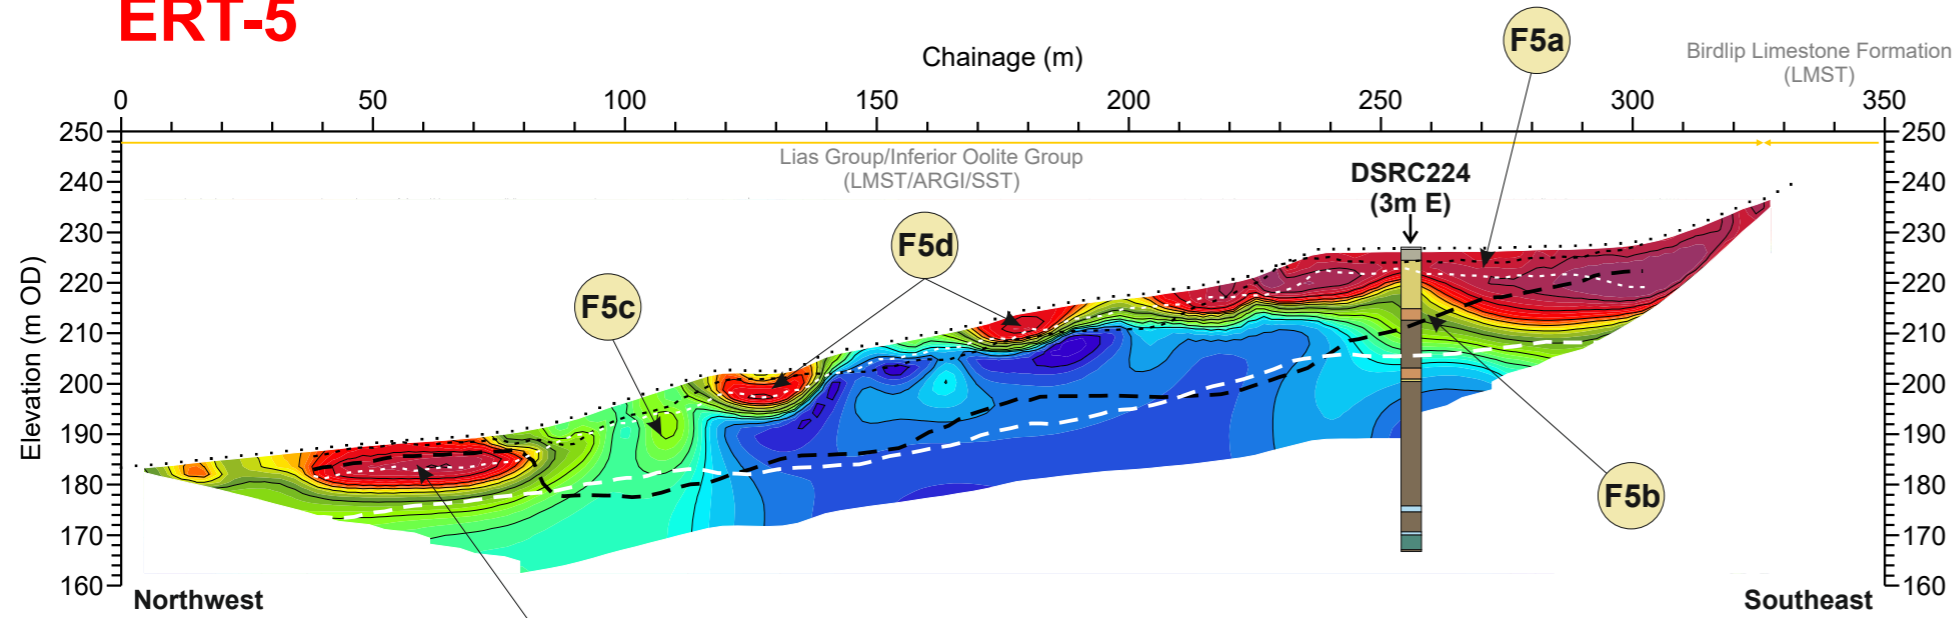 ERT-5
F5a
Chainage (m)
Birdlip Limestone Formation
(LMST)
0 50 100 150 200 250 300 350
250 250
Lias Group/Inferior Oolite Group
(LMST/ARGI/SST)
240 240
DSRC224
(3m E)
230 230
F5d
220 220
F5c
210 210
200 200
190 190
180 180
F5b
170 170
160 160
Elevation (m OD)
Northwest
Southeast